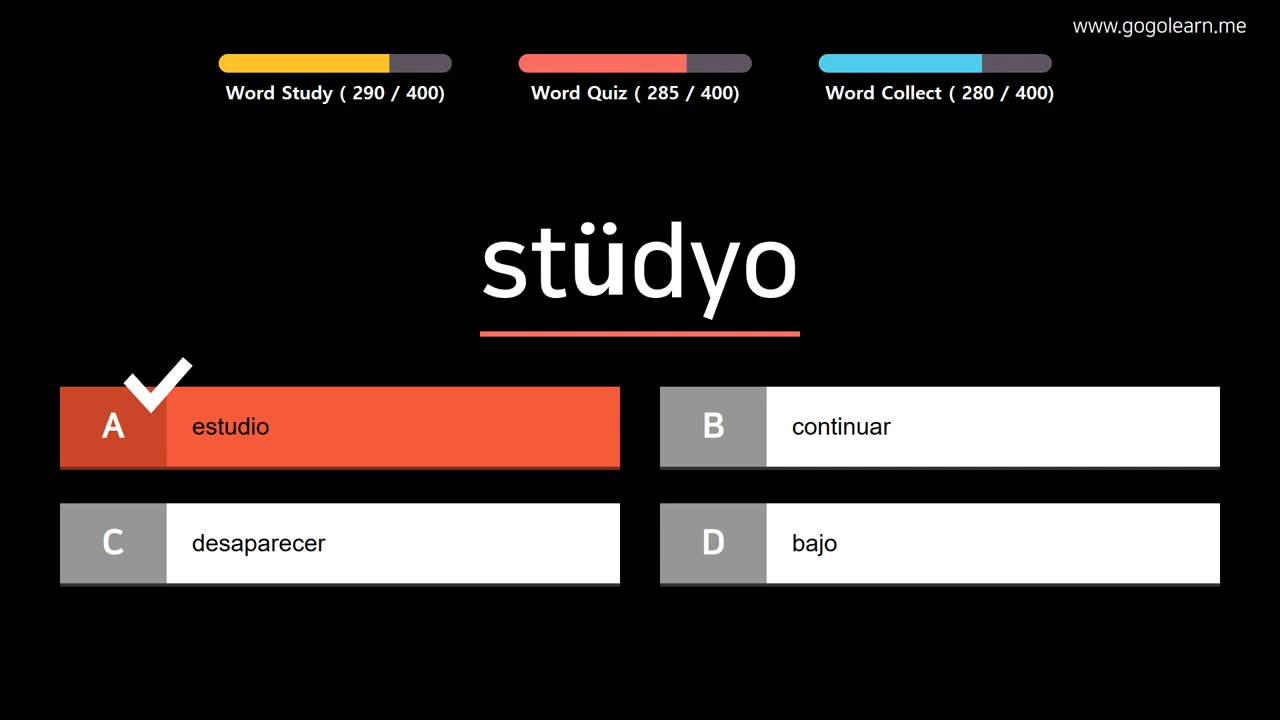 www.gogolearn.me
Word Study ( 290 / 400)
Word Quiz ( 285 / 400)
Word Collect ( 280 / 400)
stüdyo
A estudio
B continuar
C desaparecer
D bajo